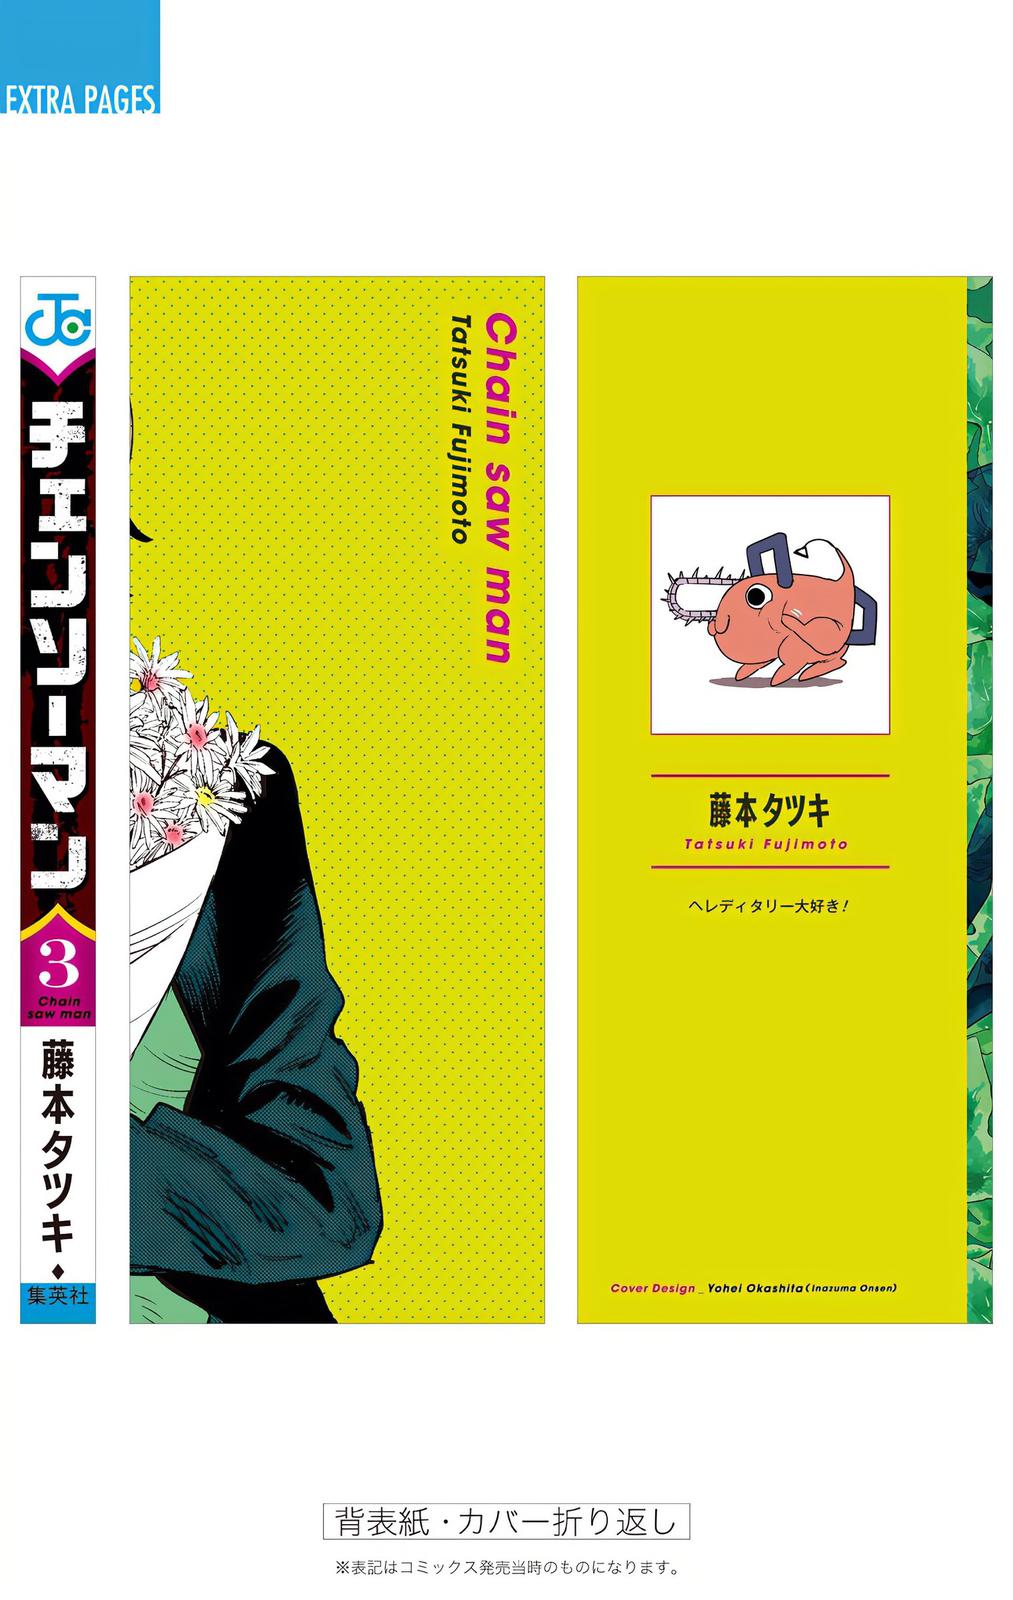 EXTRA PAGES
チェンソーマン
3
Chain
saw man
藤本タツキ◆
集英社
Chain saw man
Tatsuki Fujimoto
藤本タツキ
Tatsuki Fujimoto
ヘレディタリー大好き!
Cover Design _ Yohei Okashita(Inazuma Onsen)
背表紙・カバー折り返し
※表記はコミックス発売当時のものになります。